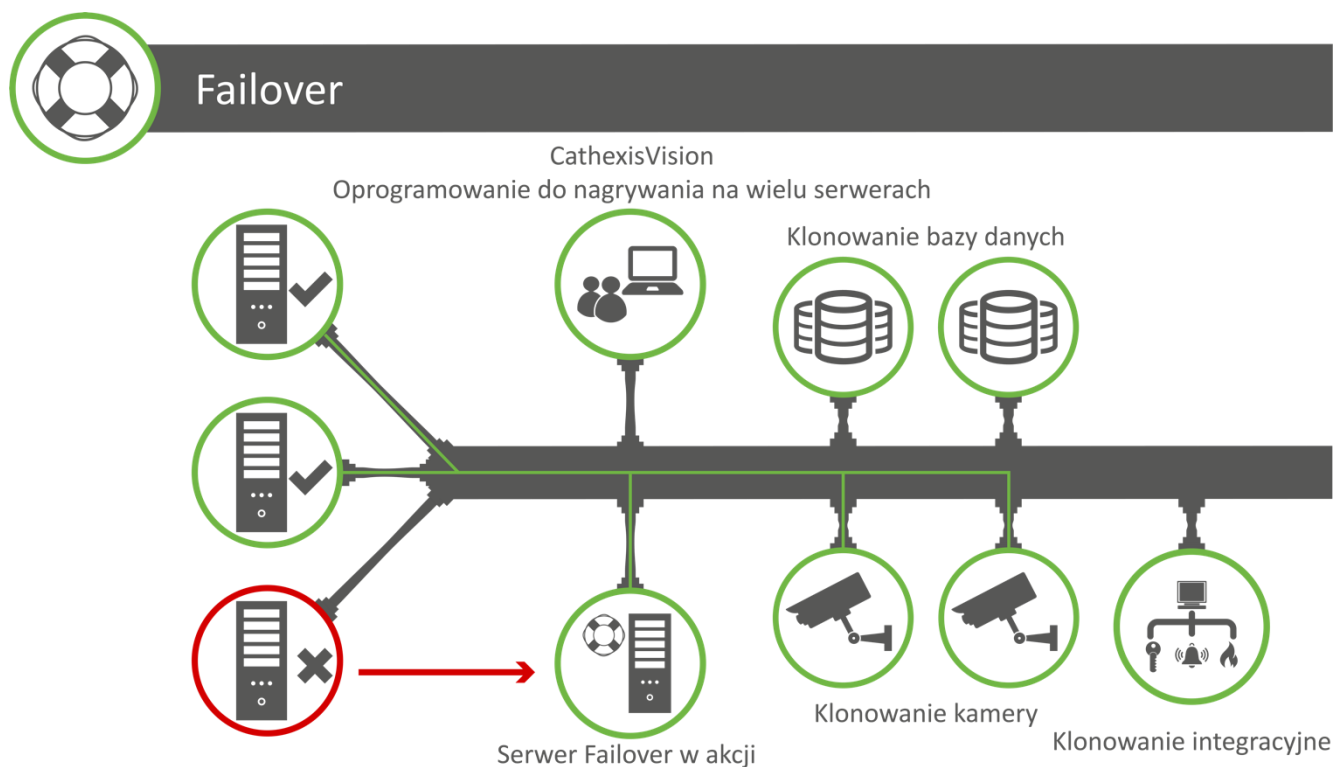 Failover
CathexisVision
Oprogramowanie do nagrywania na wielu serwerach
Klonowanie bazy danych
Serwer Failover w akcji
Klonowanie kamery
Klonowanie integracyjne